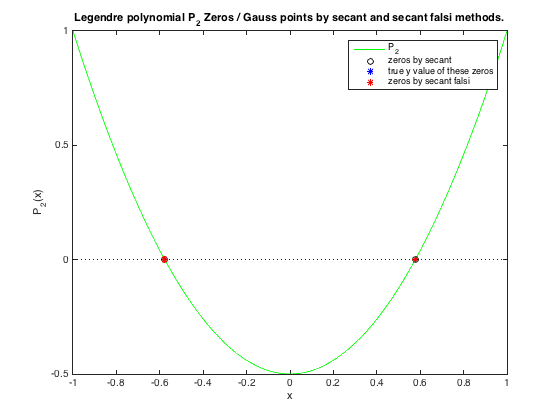 Legendre polynomial P2 Zeros / Gauss points by secant and secant falsi methods.
P2
zeros by secant
true y value of these zeros
zeros by secant falsi
1
0.5
0
-0.5
P2(x)
-1 -0.8 -0.6 -0.4 -0.2 0 0.2 0.4 0.6 0.8 1
x